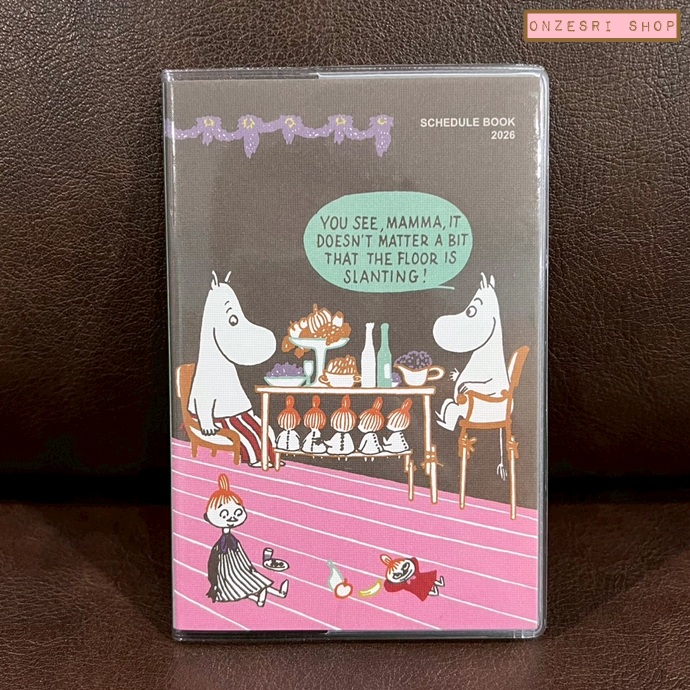 ONZESRI SHOP
SCHEDULE BOOK
2026
YOU SEE, MAMMA, IT
DOESN'T MATTER A BIT
THAT THE FLOOR IS
SLANTING!